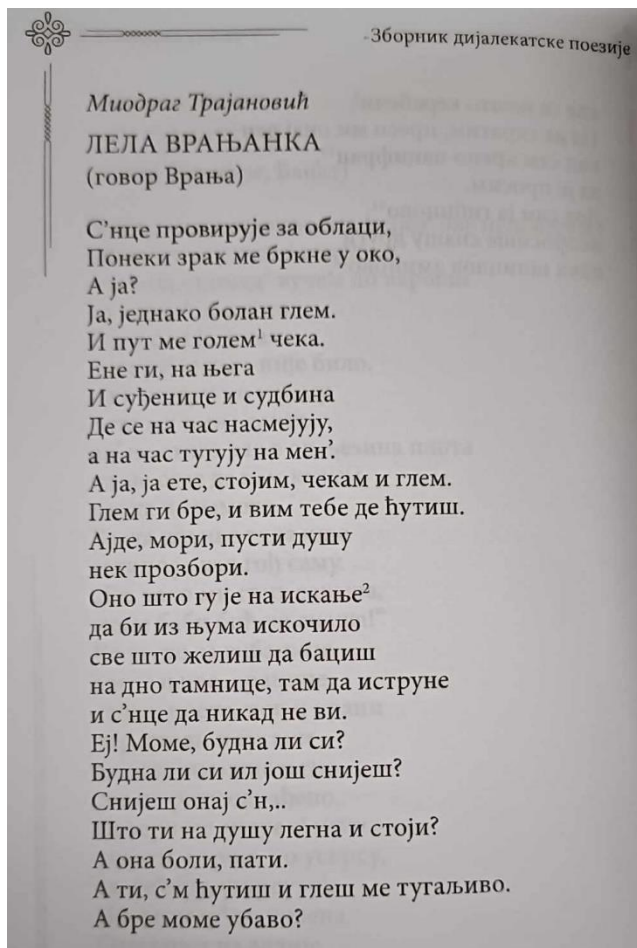 Зборник дијалекатске поезије
Миодраг Трајановић
ЛЕЛА ВРАЊАНКА
(говор Врања)
С’нце провирује за облаци,
Понеки зрак ме бркне у око,
А ја?
Ја, једнако болан глем.
И пут ме голем¹ чека.
Ене ги, на њега
И суђенице и судбина
Де се на час насмејују,
а на час тугују на мен’.
А ја, ја ете, стојим, чекам и глем.
Глем ги бре, и вим тебе де ћутиш.
Ајде, мори, пусти душу
нек прозбори.
Оно што гу је на искање²
да би из њума искочило
све што желиш да бациш
на дно тамнице, там да иструне
и с’нце да никад не ви.
Еј! Моме, будна ли си?
Будна ли си ил још снијеш?
Снијеш онај с’н,..
Што ти на душу легна и стоји?
А она боли, пати.
А ти, с’м ћутиш и глеш ме тугаљиво.
А бре моме убаво?